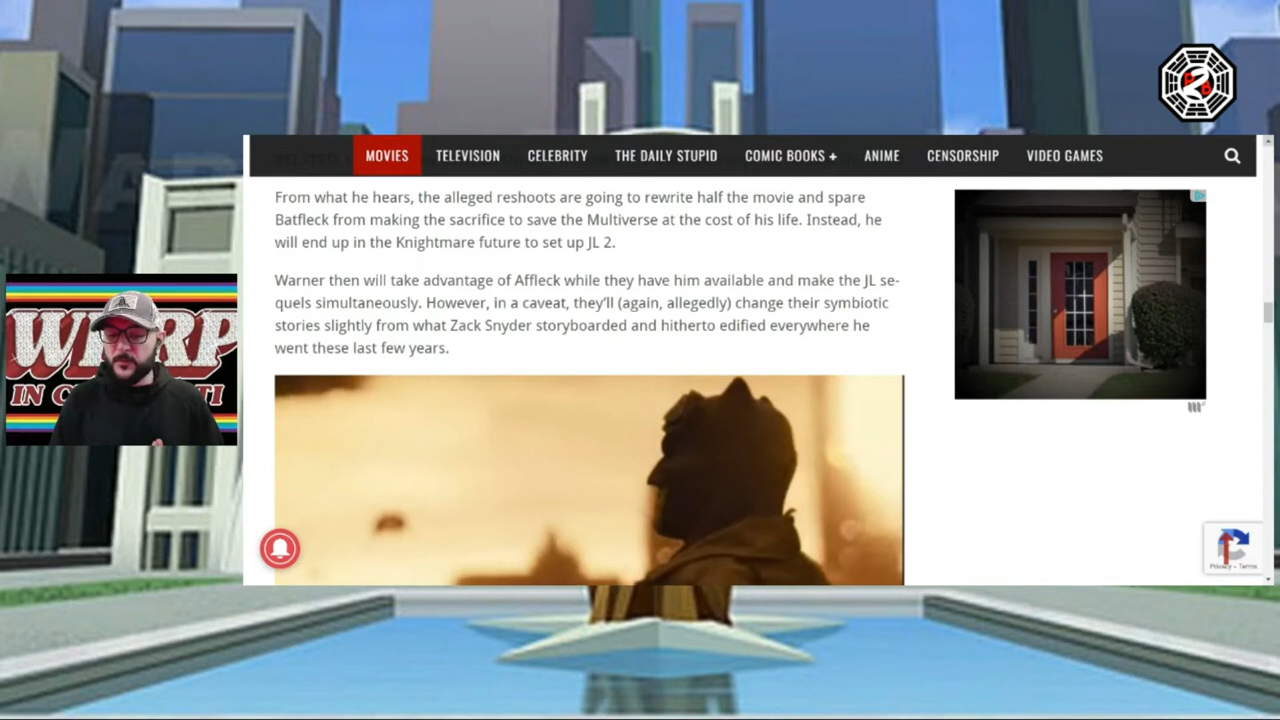 MOVIES TELEVISION CELEBRITY THE DAILY STUPID COMIC BOOKS + ANIME CENSORSHIP VIDEO GAMES
From what he hears, the alleged reshoots are going to rewrite half the movie and spare
Batfleck from making the sacrifice to save the Multiverse at the cost of his life. Instead, he
will end up in the Knightmare future to set up JL 2.
Warner then will take advantage of Affleck while they have him available and make the JL se-
quels simultaneously. However, in a caveat, they'll (again, allegedly) change their symbiotic
stories slightly from what Zack Snyder storyboarded and hitherto edified everywhere he
went these last few years.
IN
Privacy - Terms